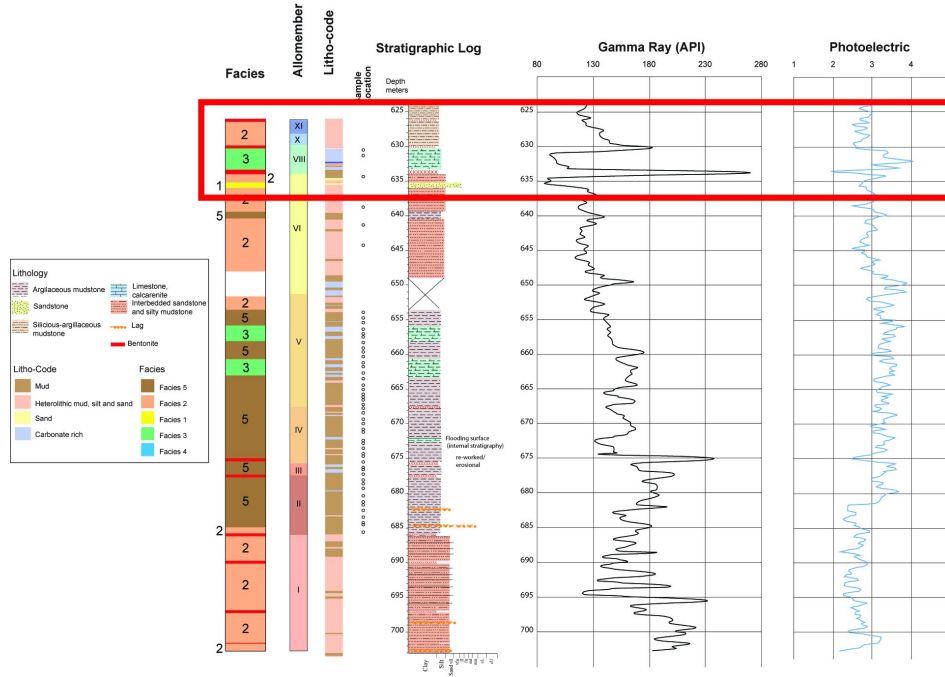 Facies
Allomember
Litho-code
Sample
location
Stratigraphic Log
Depth
meters
Gamma Ray (API)
80 130 180 230 280
Photoelectric
1 2 3 4
625
630
635
640
645
650
655
660
665
670
675
680
685
690
695
700
2
3
2
1
2
5
2
2
5
3
5
3
5
5
5
2
2
2
2
2
XI
X
VIII
VI
V
IV
III
II
I
Flooding surface
(internal stratigraphy)
re-worked/
erosional
Clay
Silt
Sand
Lithology
Argilaceous mudstone
Sandstone
Silicious-argillaceous
mudstone
Limestone,
calcarenite
Interbedded sandstone
and silty mudstone
Lag
Bentonite
Litho-Code
Mud
Heterolithic mud, silt and sand
Sand
Carbonate rich
Facies
Facies 5
Facies 2
Facies 1
Facies 3
Facies 4